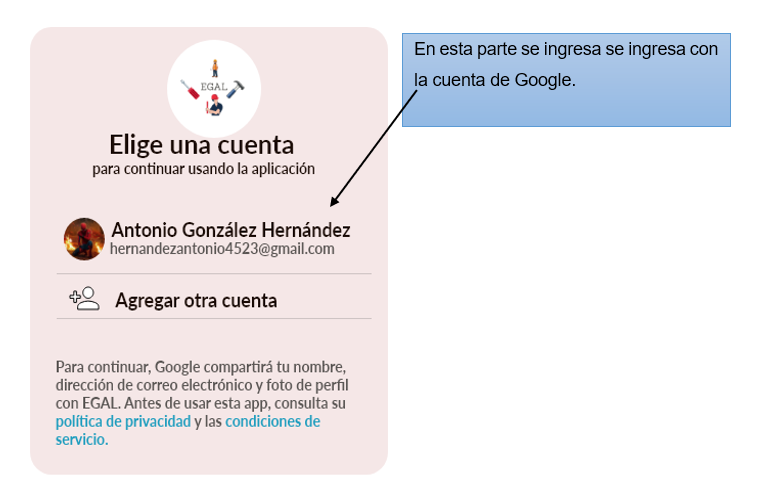 EGAL
Elige una cuenta
para continuar usando la aplicación
Antonio González Hernández
hernandezantonio4523@gmail.com
Agregar otra cuenta
Para continuar, Google compartirá tu nombre,
dirección de correo electrónico y foto de perfil
con EGAL. Antes de usar esta app, consulta su
política de privacidad y las condiciones de
servicio.
En esta parte se ingresa se ingresa con
la cuenta de Google.